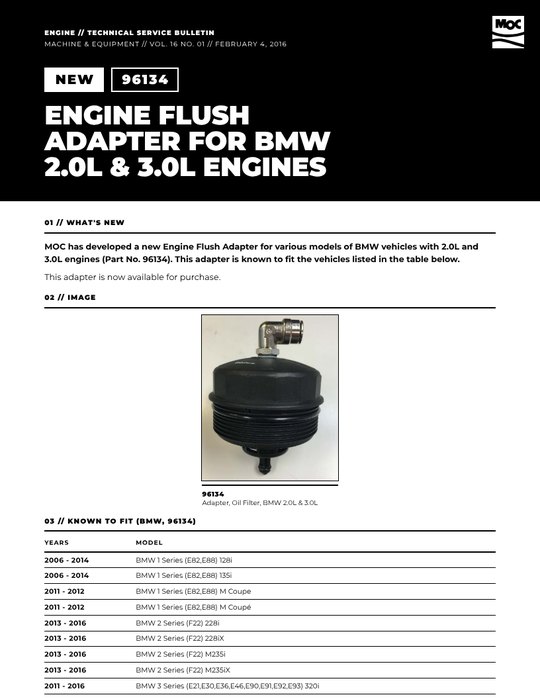 MOC
ENGINE // TECHNICAL SERVICE BULLETIN
MACHINE & EQUIPMENT // VOL. 16 NO. 01 // FEBRUARY 4, 2016
NEW 96134
ENGINE FLUSH
ADAPTER FOR BMW
2.0L & 3.0L ENGINES
01 // WHAT'S NEW
MOC has developed a new Engine Flush Adapter for various models of BMW vehicles with 2.0L and
3.0L engines (Part No. 96134). This adapter is known to fit the vehicles listed in the table below.
This adapter is now available for purchase.
02 // IMAGE
96134
Adapter, Oil Filter, BMW 2.0L & 3.0L
03 // KNOWN TO FIT (BMW, 96134)
YEARS MODEL
2006 - 2014 BMW 1 Series (E82,E88) 128i
2006 - 2014 BMW 1 Series (E82,E88) 135i
2011 - 2012 BMW 1 Series (E82,E88) M Coupe
2011 - 2012 BMW 1 Series (E82,E88) M Coupé
2013 - 2016 BMW 2 Series (F22) 228i
2013 - 2016 BMW 2 Series (F22) 228iX
2013 - 2016 BMW 2 Series (F22) M235i
2013 - 2016 BMW 2 Series (F22) M235iX
2011 - 2016 BMW 3 Series (E21,E30,E36,E46,E90,E91,E92,E93) 320i